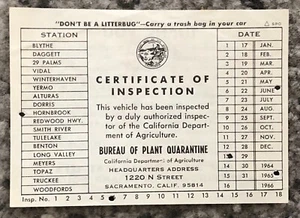 "DON'T BE A LITTERBUG"—Carry a trash bag in your car
STATION
BLYTHE
DAGGETT
29 PALMS
VIDAL
WINTERHAVEN
YERMO
ALTURAS
DORRIS
HORNBROOK
REDWOOD HWY.
SMITH RIVER
TULELAKE
BENTON
LONG VALLEY
MEYERS
TOPAZ
TRUCKEE
WOODFORDS
CERTIFICATE OF
INSPECTION
This vehicle has been inspected
by a duly authorized inspec-
tor of the California Depart-
ment of Agriculture.
BUREAU OF PLANT QUARANTINE
California Department of Agriculture
HEADQUARTERS ADDRESS
1220 N STREET
SACRAMENTO, CALIF. 95814
DATE
1 17 JAN.
2 18 FEB.
3 19 MAR.
4 20 APR.
5 21 MAY
6 22 JUNE
7 23 JULY
8 24 AUG.
9 25 SEPT.
10 26 OCT.
11 27 NOV.
12 28 DEC.
29
14 30 1964
15 31 1965
16 1966
Insp. No. 1 2 3 4 5 6 7 8 9 10 11 12 13 14 15 16 17 18